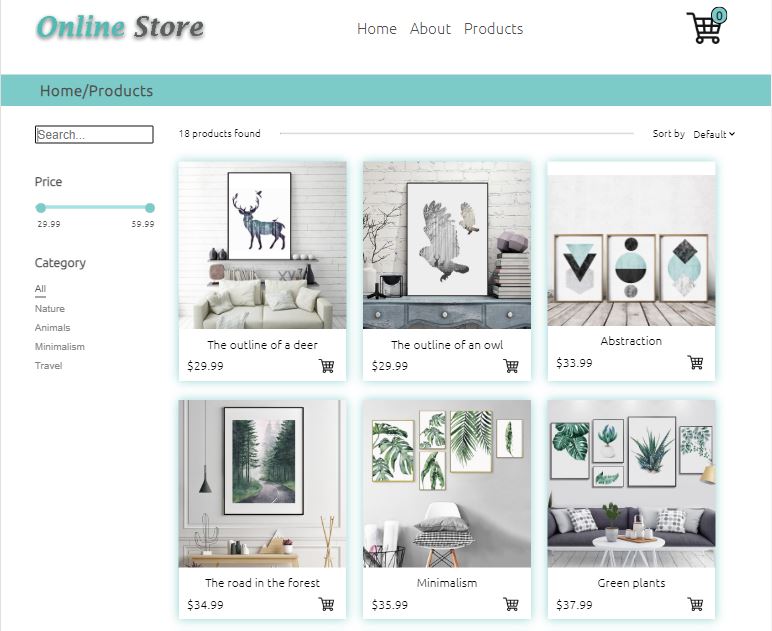 Online Store
Home About Products
0
Home/Products
Search...
18 products found
Sort by Default
Price
29.99 59.99
Category
All
Nature
Animals
Minimalism
Travel
The outline of a deer
$29.99
The outline of an owl
$29.99
Abstraction
$33.99
The road in the forest
$34.99
Minimalism
$35.99
Green plants
$37.99